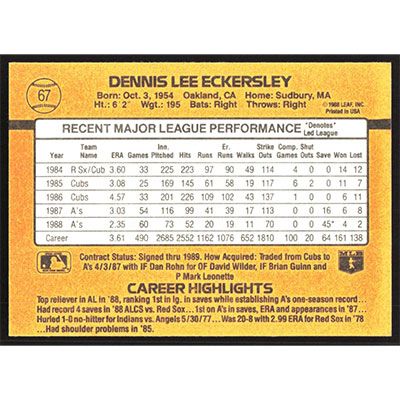 67
DENNIS LEE ECKERSLEY
Born: Oct. 3, 1954 Oakland, CA Home: Sudbury, MA
Ht.: 6 2" Wgt.: 195 Bats: Right Throws: Right
© 1988 LEAF, INC.
Printed in USA
RECENT MAJOR LEAGUE PERFORMANCE *Denotes Led League
Year Team Name ERA Games Inn. Pitched Hits Runs Er. Runs Walks Strike Outs Comp. Games Shut Outs Save Won Lost
1984 R Sx/Cub 3.60 33 225 223 97 90 49 114 4 0 0 14 12
1985 Cubs 3.08 25 169 145 61 58 19 117 6 2 0 11 7
1986 Cubs 4.57 33 201 226 109 102 43 137 1 0 0 6 11
1987 A's 3.03 54 116 99 41 39 17 113 0 0 16 6 8
1988 A's 2.35 60 73 52 20 19 11 70 0 0 45* 4 2
Career 3.61 490 2685 2552 1176 1076 652 1810 100 20 64 161 138
Contract Status: Signed thru 1989. How Acquired: Traded from Cubs to
A's 4/3/87 with IF Dan Rohn for OF David Wilder, IF Brian Guinn and
P Mark Leonette
CAREER HIGHLIGHTS
Top reliever in AL in '88, ranking 1st in lg. in saves while establishing A's one-season record . . .
Had record 4 saves in '88 ALCS vs. Red Sox . . . 1st on A's in saves, ERA and appearances in '87 . . .
Hurled 1-0 no-hitter for Indians vs. Angels 5/30/77 . . . Was 20-8 with 2.99 ERA for Red Sox in '78
. . . Had shoulder problems in '85.